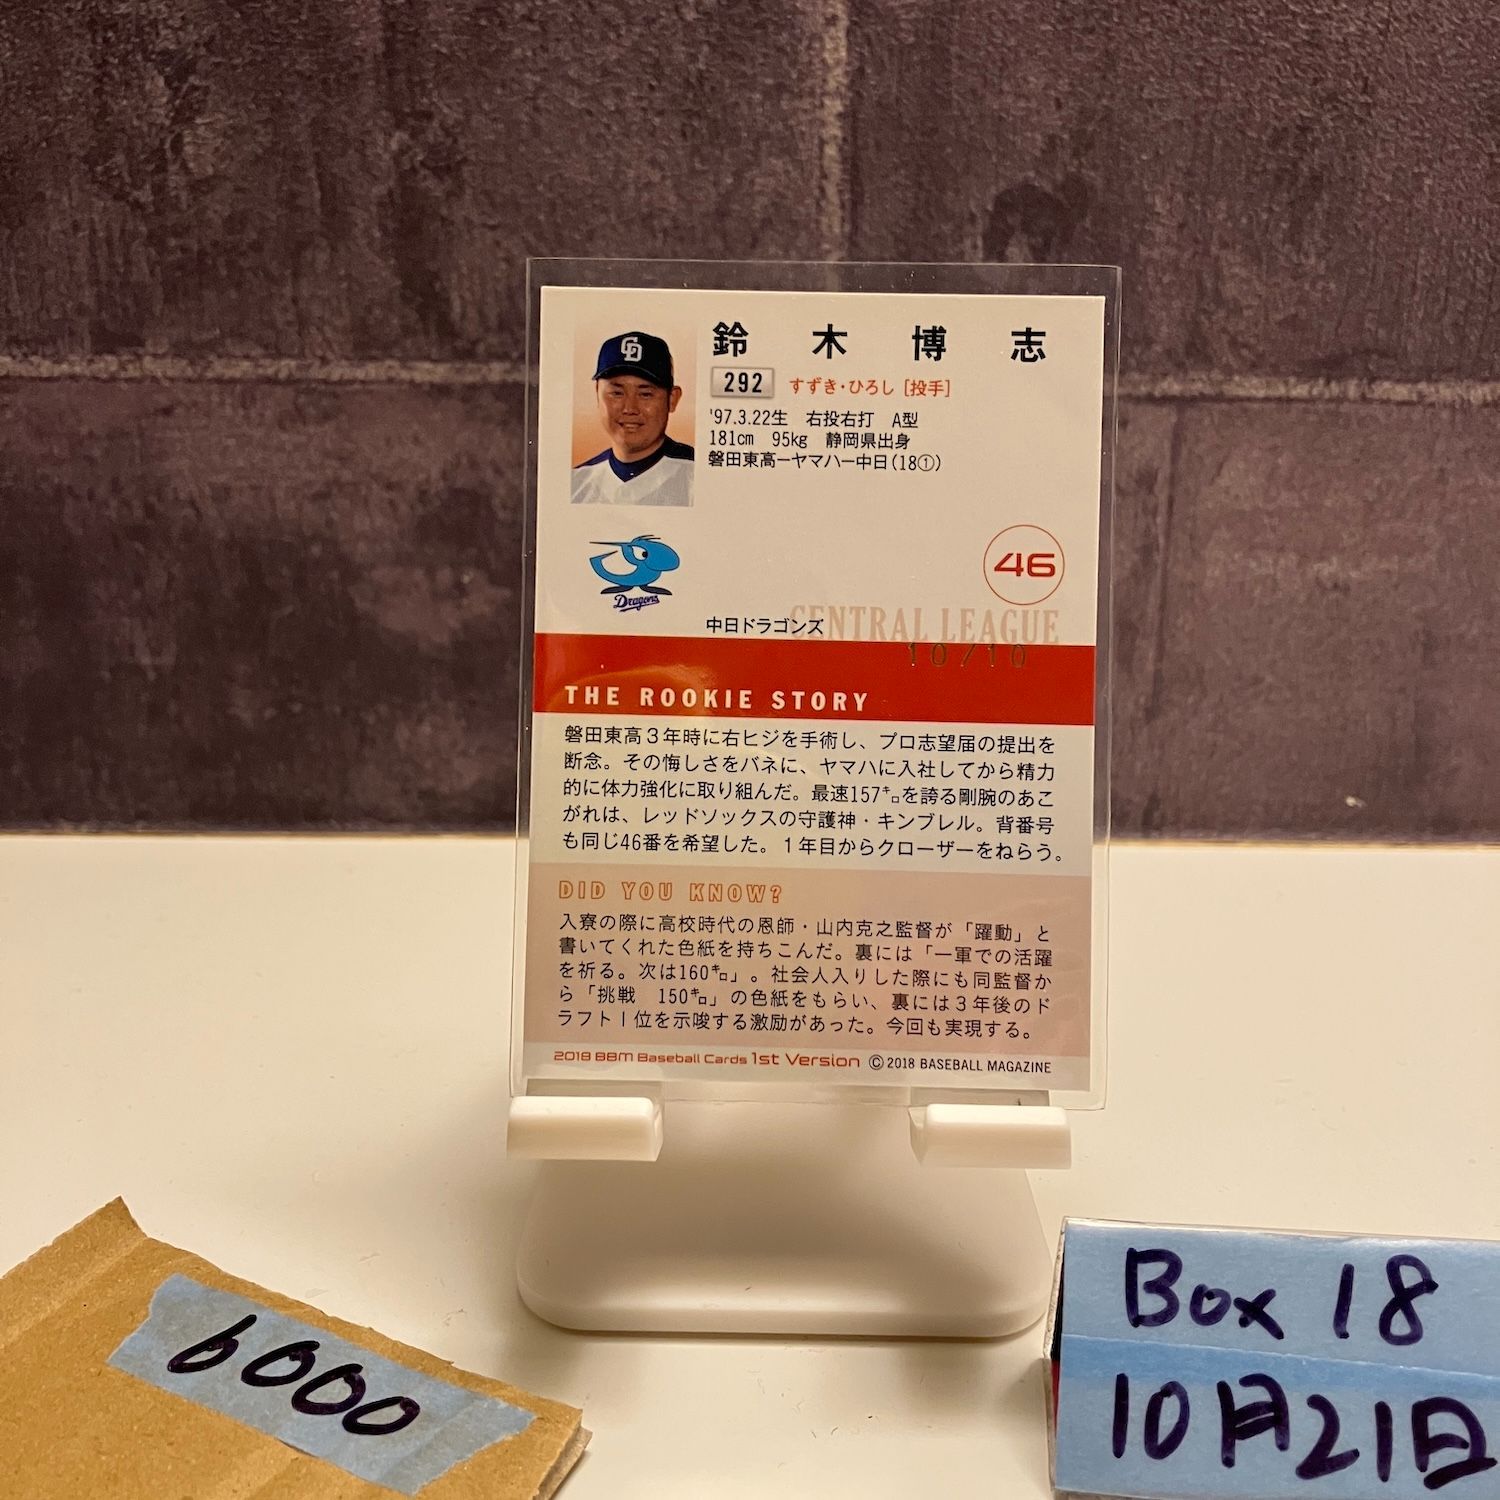 CD
鈴木博志
292 すずき・ひろし [投手]
'97.3.22生 右投右打 A型
181cm 95kg 静岡県出身
磐田東高ーヤマハー中日(18①)
46
Dragons
中日ドラゴンズ
CENTRAL LEAGUE
10/10
THE ROOKIE STORY
磐田東高3年時に右ヒジを手術し、プロ志望届の提出を
断念。その悔しさをバネに、ヤマハに入社してから精力
的に体力強化に取り組んだ。最速157㌔を誇る剛腕のあこ
がれは、レッドソックスの守護神・キンブレル。背番号
も同じ46番を希望した。1年目からクローザーをねらう。
DID YOU KNOW?
入寮の際に高校時代の恩師・山内克之監督が「躍動」と
書いてくれた色紙を持ちこんだ。裏には「一軍での活躍
を祈る。次は160㌔」。社会人入りした際にも同監督か
ら「挑戦 150㌔」の色紙をもらい、裏には3年後のド
ラフト1位を示唆する激励があった。今回も実現する。
2018 BBM Baseball Cards 1st Version © 2018 BASEBALL MAGAZINE
6000
Box 18
10月21日